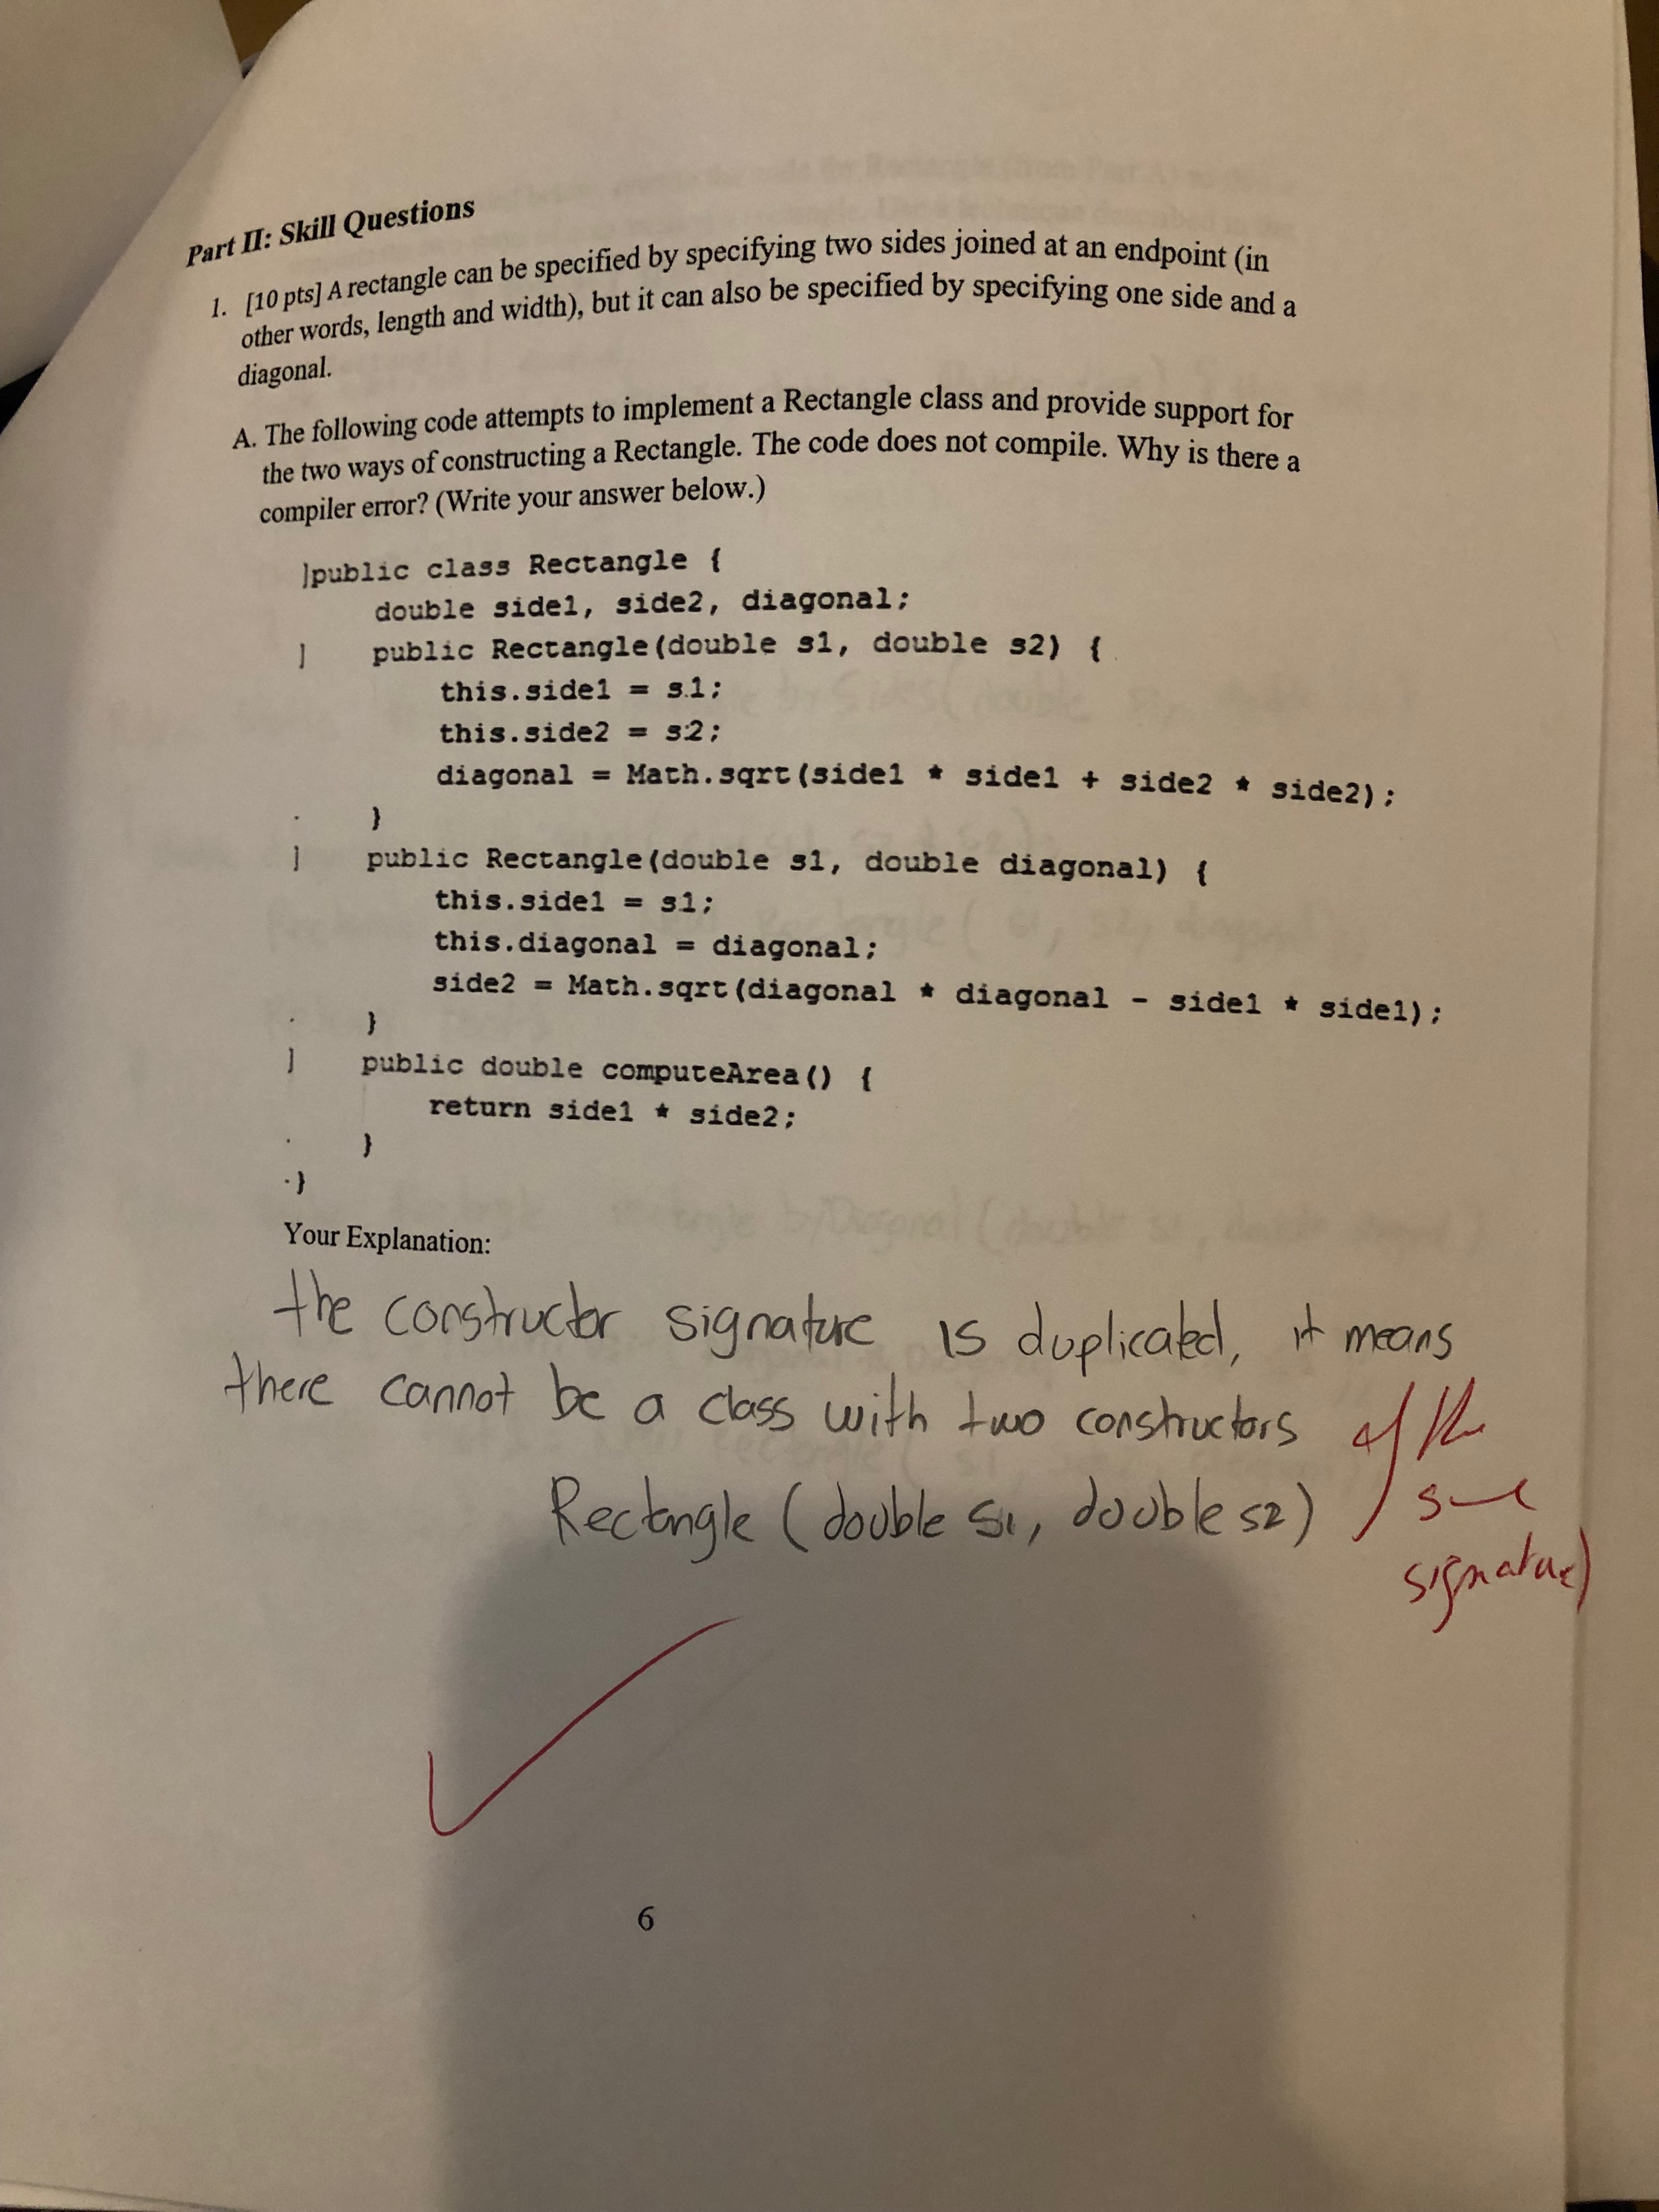 Part II: Skill Questions
1. [10 pts] A rectangle can be specified by specifying two sides joined at an endpoint (in
other words, length and width), but it can also be specified by specifying one side and a
diagonal.
A. The following code attempts to implement a Rectangle class and provide support for
the two ways of constructing a Rectangle. The code does not compile. Why is there a
compiler error? (Write your answer below.)
public class Rectangle {
double side1, side2, diagonal;
public Rectangle(double s1, double s2) {
this.side1 = s1;
this.side2 = s2;
diagonal = Math.sqrt(side1 * side1 + side2 * side2);
}
public Rectangle(double s1, double diagonal) {
this.side1 = s1;
this.diagonal = diagonal;
side2 = Math.sqrt(diagonal * diagonal - side1 * side1);
}
public double computeArea() {
return side1 * side2;
}
}
Your Explanation:
the constructor signature is duplicated, it means
there cannot be a class with two constructors of the
Rectangle (double s1, double s2) same
signature)
6